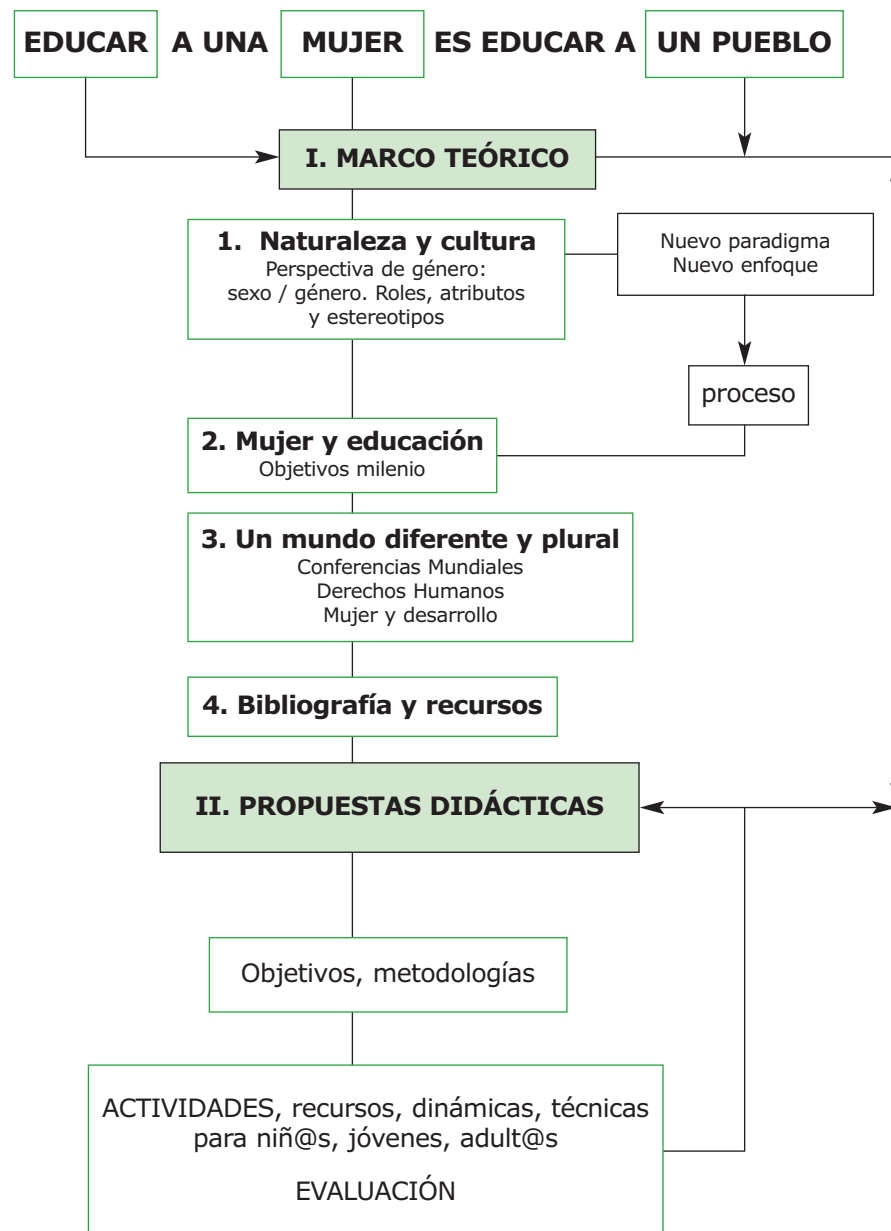 EDUCAR A UNA MUJER ES EDUCAR A UN PUEBLO
I. MARCO TEÓRICO
1. Naturaleza y cultura
Perspectiva de género:
sexo / género. Roles, atributos
y estereotipos
Nuevo paradigma
Nuevo enfoque
proceso
2. Mujer y educación
Objetivos milenio
3. Un mundo diferente y plural
Conferencias Mundiales
Derechos Humanos
Mujer y desarrollo
4. Bibliografía y recursos
II. PROPUESTAS DIDÁCTICAS
Objetivos, metodologías
ACTIVIDADES, recursos, dinámicas, técnicas
para niñ@s, jóvenes, adult@s
EVALUACIÓN